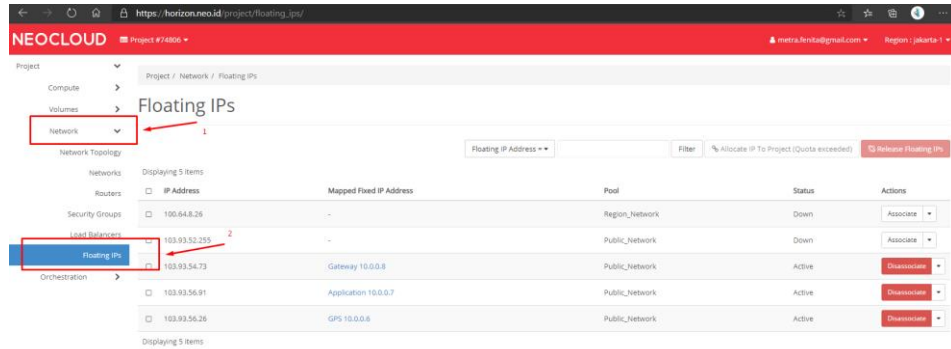 https://horizon.neo.id/project/floating_ips/
NEOCLOUD Project #74806 metra.fenita@gmail.com Region : jakarta-1
Project
Compute
Volumes
Network
Network Topology
Networks
Routers
Security Groups
Load Balancers
Floating IPs
Orchestration
1
2
Project / Network / Floating IPs
Floating IPs
Floating IP Address = Filter Allocate IP To Project (Quota exceeded) Release Floating IPs
Displaying 5 items
IP Address Mapped Fixed IP Address Pool Status Actions
100.64.8.26 - Region_Network Down Associate
103.93.52.255 - Public_Network Down Associate
103.93.54.73 Gateway 10.0.0.8 Public_Network Active Disassociate
103.93.56.91 Application 10.0.0.7 Public_Network Active Disassociate
103.93.56.26 GPS 10.0.0.6 Public_Network Active Disassociate
Displaying 5 items